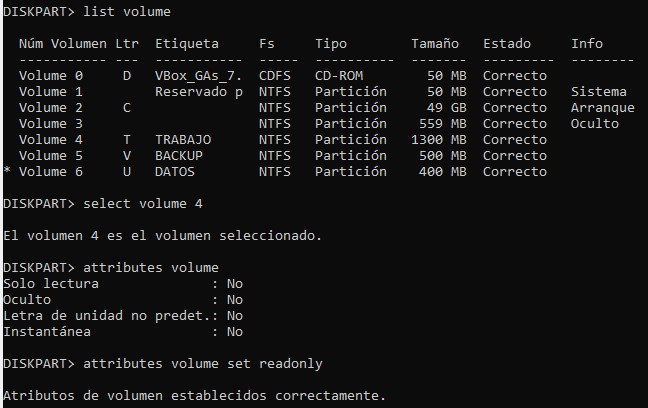 DISKPART> list volume
Núm Volumen Ltr Etiqueta Fs Tipo Tamaño Estado Info
----------- --- ----------- ----- ---------- ------- --------- --------
Volume 0 D VBox_GAs_7. CDFS CD-ROM 50 MB Correcto
Volume 1 Reservado p NTFS Partición 50 MB Correcto Sistema
Volume 2 C NTFS Partición 49 GB Correcto Arranque
Volume 3 NTFS Partición 559 MB Correcto Oculto
Volume 4 T TRABAJO NTFS Partición 1300 MB Correcto
Volume 5 V BACKUP NTFS Partición 500 MB Correcto
* Volume 6 U DATOS NTFS Partición 400 MB Correcto
DISKPART> select volume 4
El volumen 4 es el volumen seleccionado.
DISKPART> attributes volume
Solo lectura : No
Oculto : No
Letra de unidad no predet.: No
Instantánea : No
DISKPART> attributes volume set readonly
Atributos de volumen establecidos correctamente.